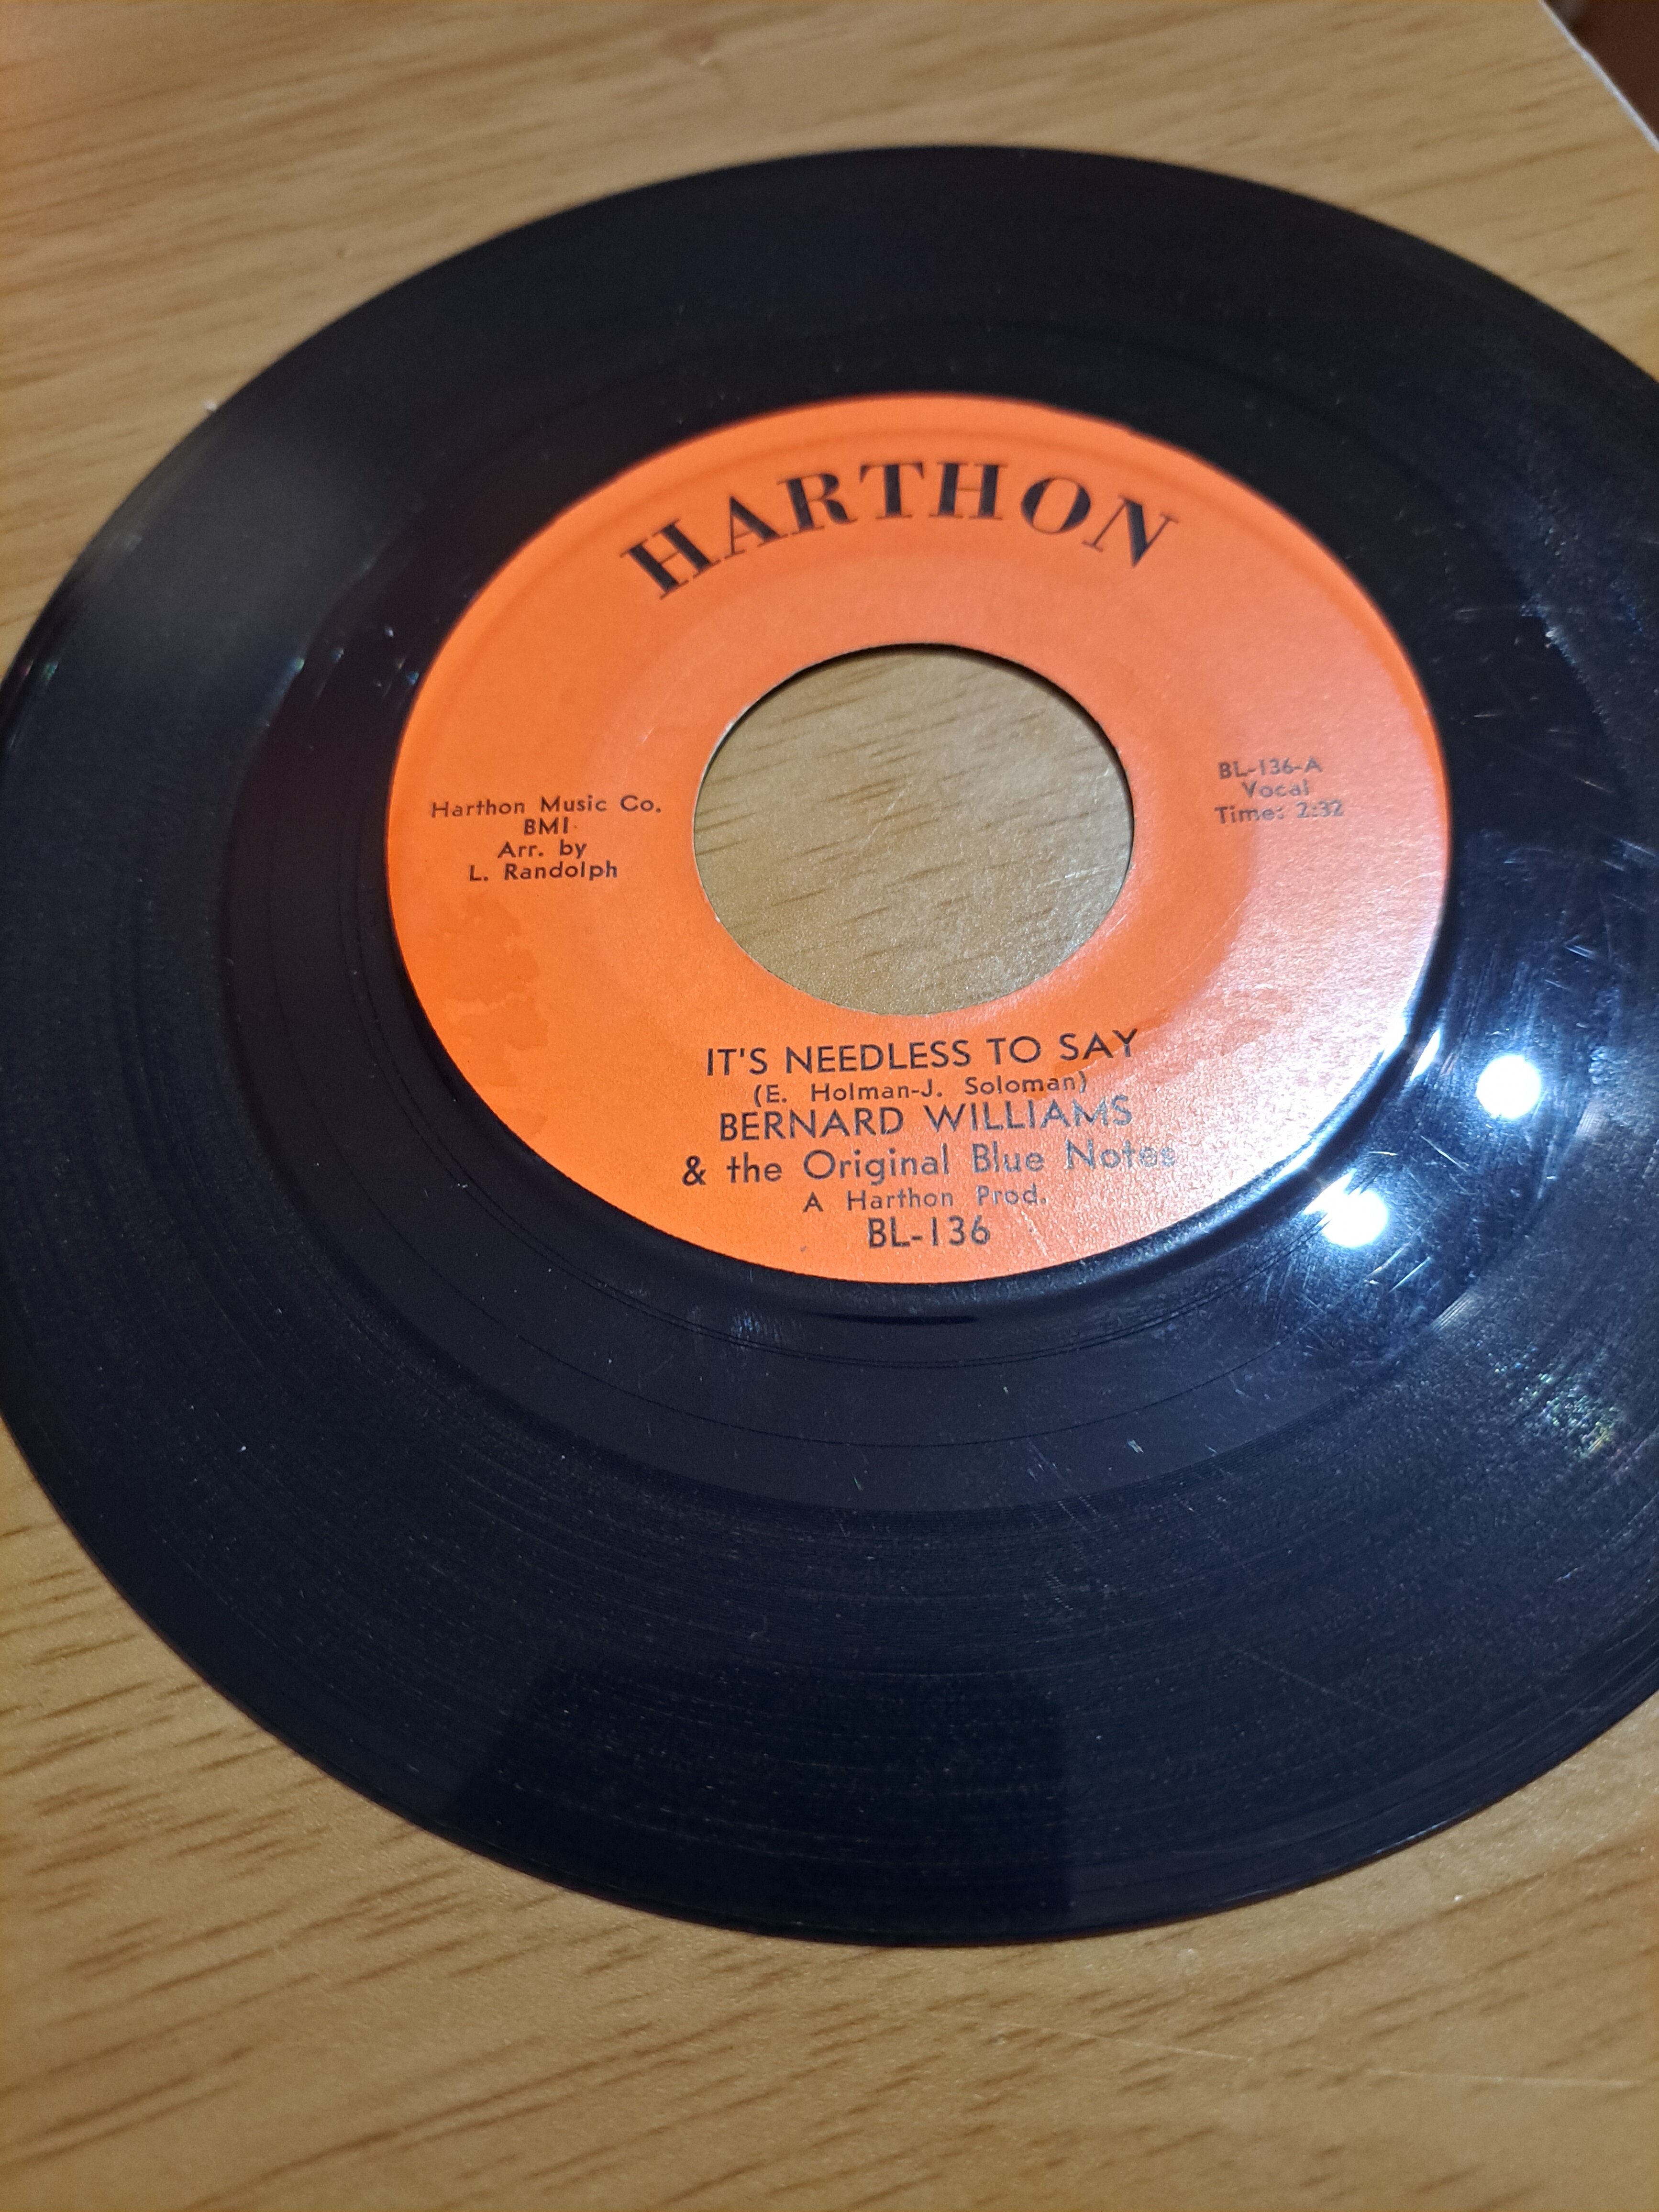 HARTHON
Harthon Music Co.
BMI
Arr. by
L. Randolph
BL-136-A
Vocal
Time: 2:32
IT'S NEEDLESS TO SAY
(E. Holman-J. Soloman)
BERNARD WILLIAMS
& the Original Blue Notes
A Harthon Prod.
BL-136